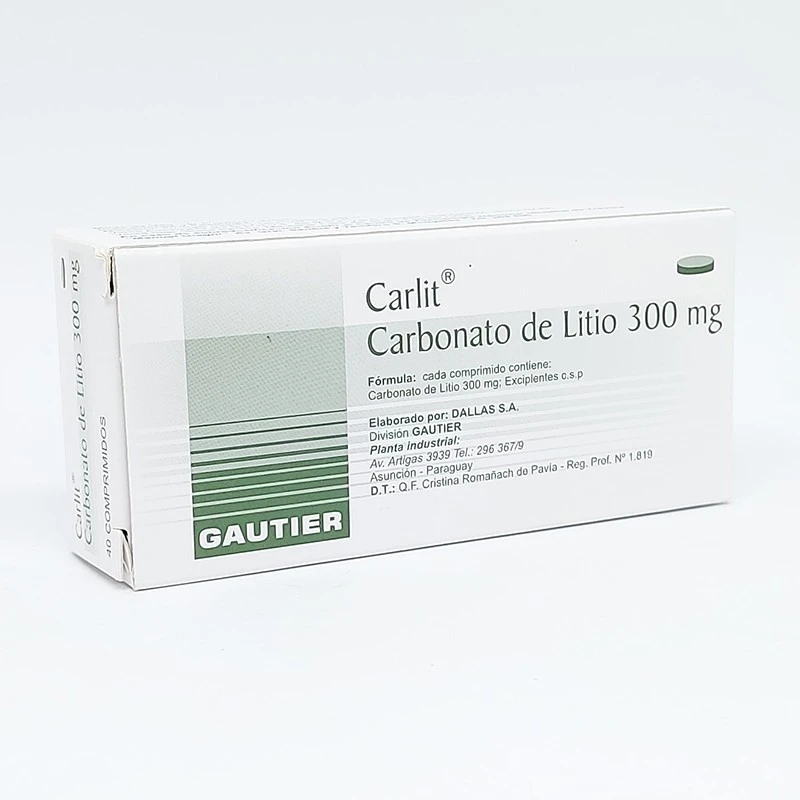 Carlit®
Carbonato de Litio 300 mg
Fórmula: cada comprimido contiene:
Carbonato de Litio 300 mg; Excipientes c.s.p
Elaborado por: DALLAS S.A.
División GAUTIER
Planta industrial:
Av. Artigas 3939 Tel.: 296 367/9
Asunción - Paraguay
D.T.: Q.F. Cristina Romañach de Pavia - Reg. Prof. Nº 1.819
GAUTIER
Carlit®
Carbonato de Litio 300 mg
40 COMPRIMIDOS